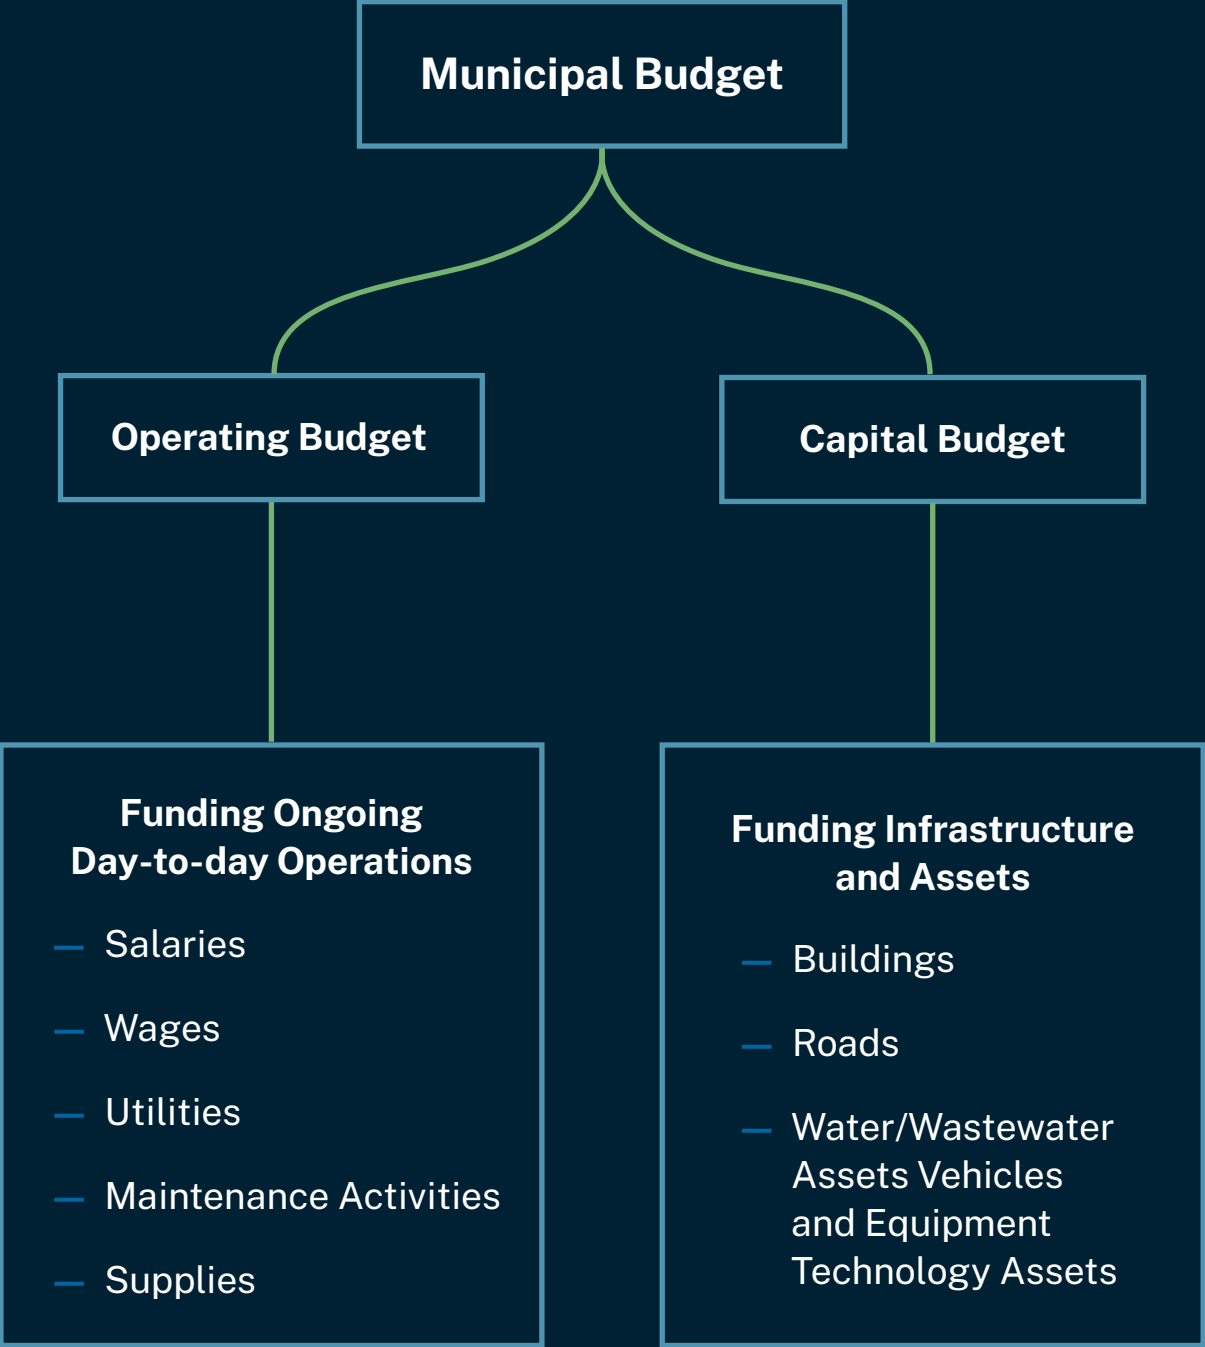 Municipal Budget
Operating Budget
Capital Budget
Funding Ongoing
Day-to-day Operations
— Salaries
— Wages
— Utilities
— Maintenance Activities
— Supplies
Funding Infrastructure
and Assets
— Buildings
— Roads
— Water/Wastewater
Assets Vehicles
and Equipment
Technology Assets